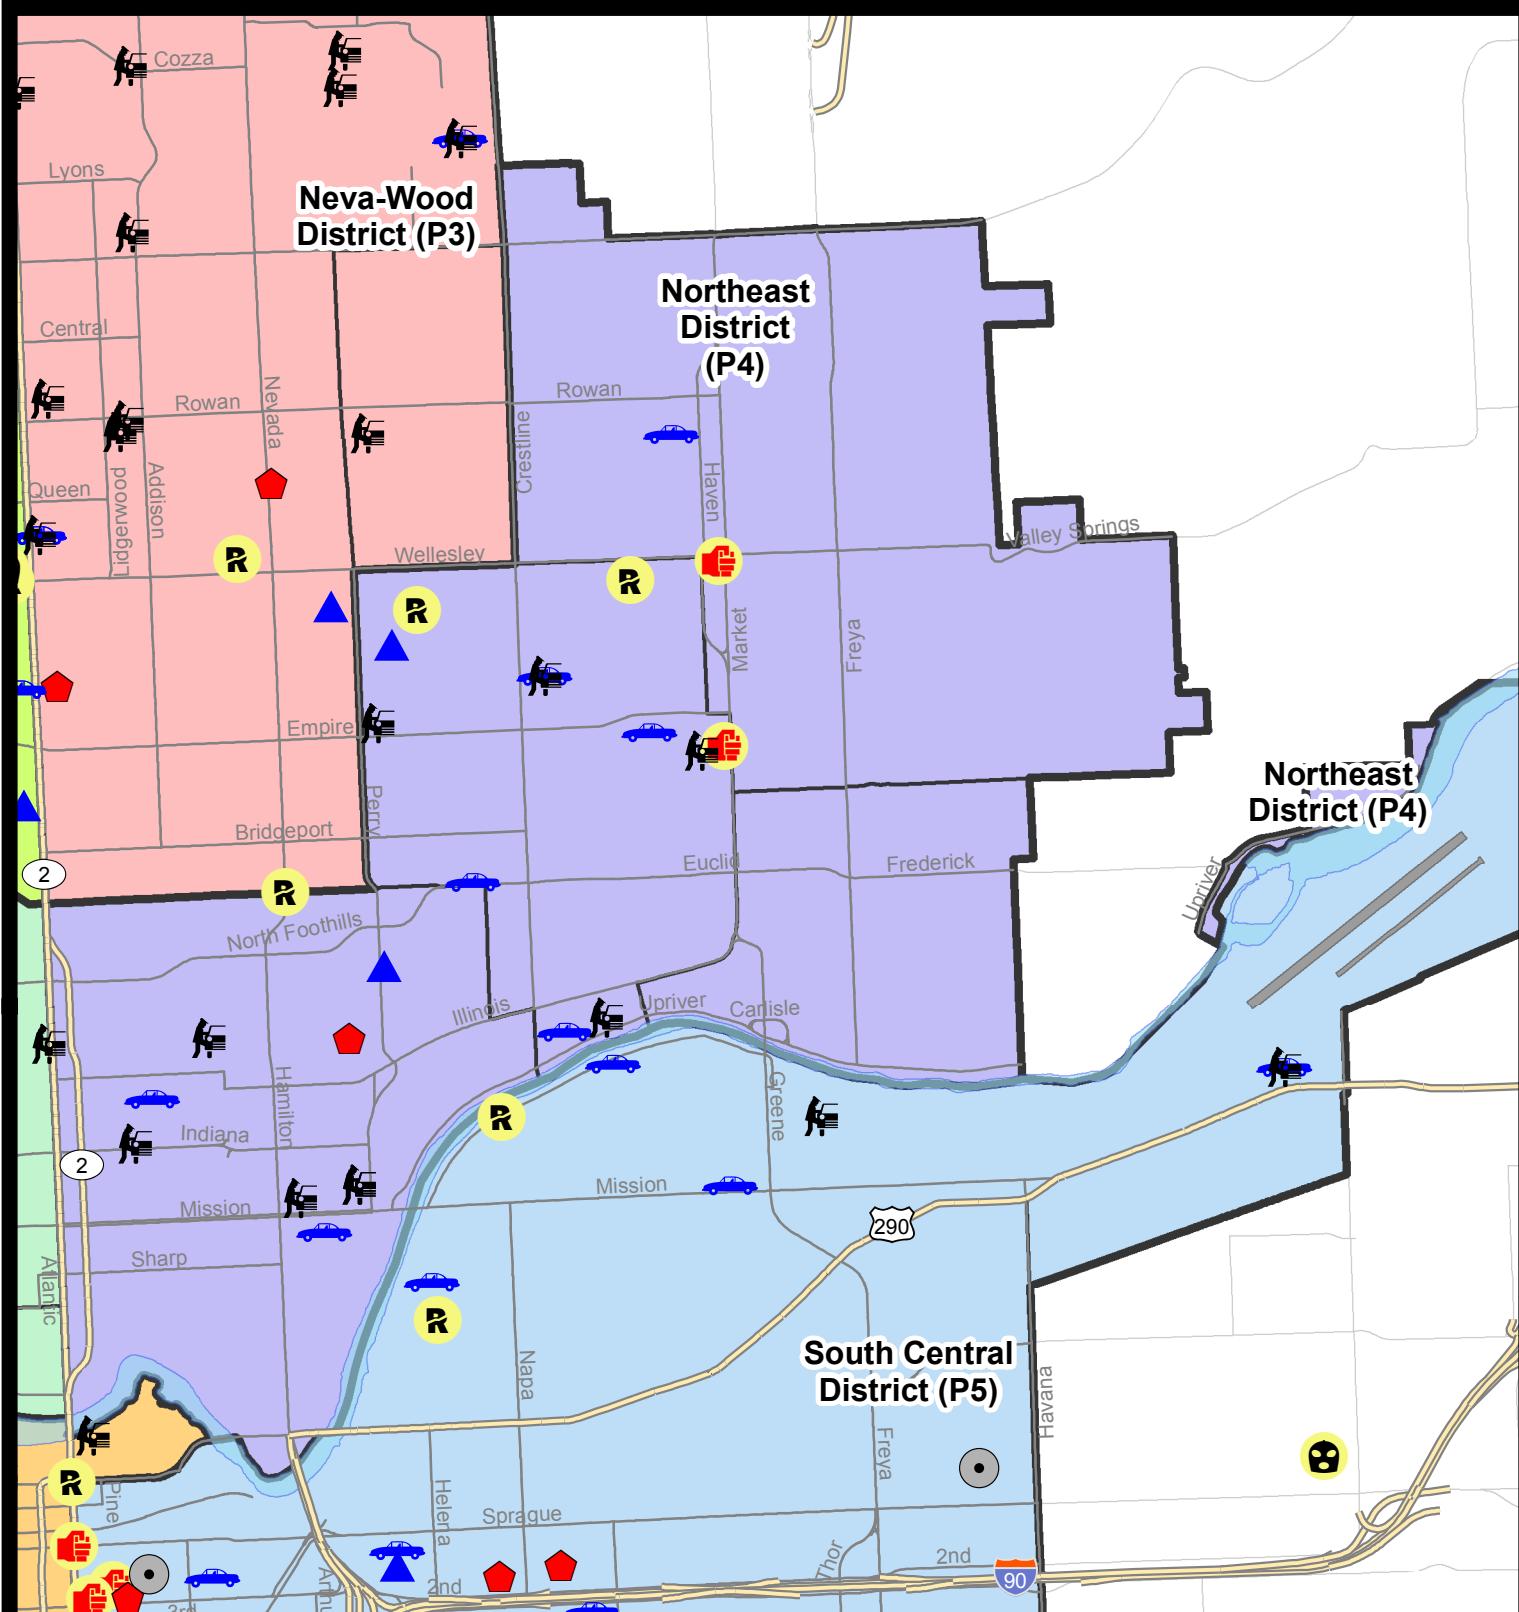 Cozza
Lyons
Neva-Wood
District (P3)
Northeast
District
(P4)
Central
Rowan
Nevada
Rowan
Crestline
Haven
Queen
Lidgerwood
Addison
Wellesley
Valley Springs
Market
Freya
Empire
Perry
Bridgeport
2
Euclid
Frederick
Northeast
District (P4)
Upriver
North Foothills
Illinois
Upriver
Carlisle
Greene
Hamilton
Indiana
2
Mission
Mission
290
Sharp
Atlantic
South Central
District (P5)
Napa
Havana
Freya
Helena
Pine
Sprague
Thor
2nd
2nd
90
R
R
R
R
R
R
R
3rd